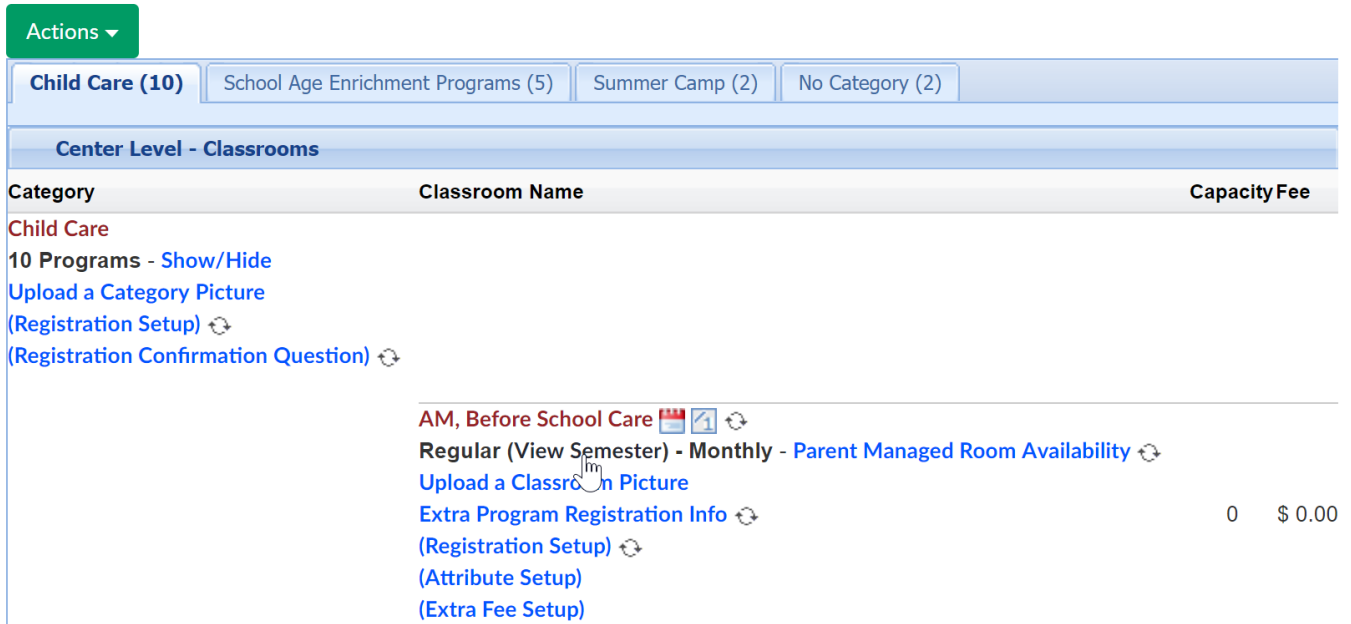 Actions
Child Care (10) School Age Enrichment Programs (5) Summer Camp (2) No Category (2)
Center Level - Classrooms
Category Classroom Name Capacity Fee
Child Care
10 Programs - Show/Hide
Upload a Category Picture
(Registration Setup)
(Registration Confirmation Question)
AM, Before School Care
Regular (View Semester) - Monthly - Parent Managed Room Availability
Upload a Classroom Picture
Extra Program Registration Info 0 $ 0.00
(Registration Setup)
(Attribute Setup)
(Extra Fee Setup)